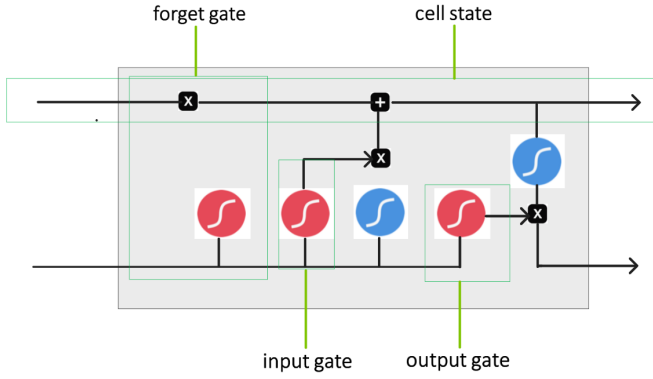 forget gate
cell state
X
+
X
X
input gate
output gate